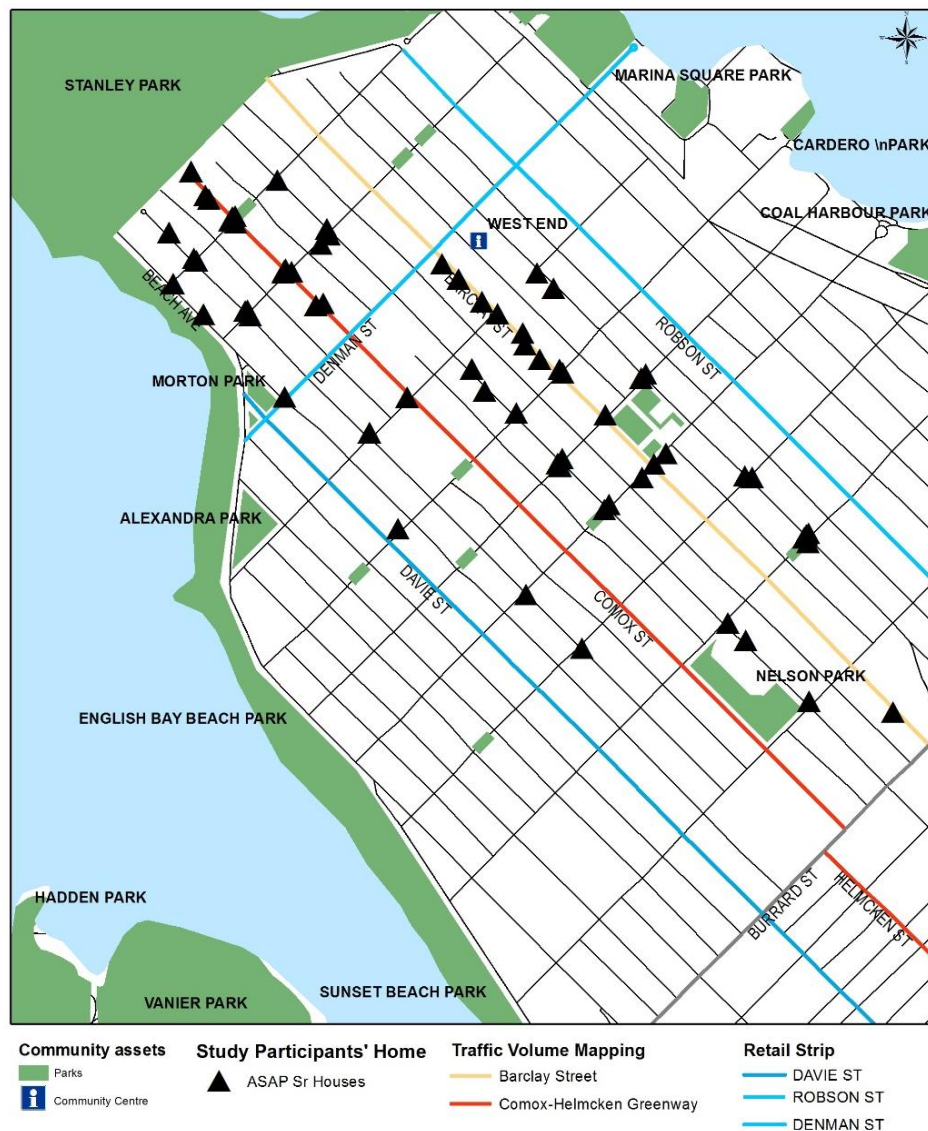 STANLEY PARK
MARINA SQUARE PARK
CARDERO \nPARK
COAL HARBOUR PARK
WEST END
BARCLAY ST
BEACH AVE
ROBSON ST
DENMAN ST
MORTON PARK
ALEXANDRA PARK
DAVIE ST
COMOX ST
NELSON PARK
ENGLISH BAY BEACH PARK
HADDEN PARK
BURRARD ST
HELMCKEN ST
SUNSET BEACH PARK
VANIER PARK
Community assets
Parks
i
Community Centre
Study Participants' Home
ASAP Sr Houses
Traffic Volume Mapping
Barclay Street
Comox-Helmcken Greenway
Retail Strip
DAVIE ST
ROBSON ST
DENMAN ST